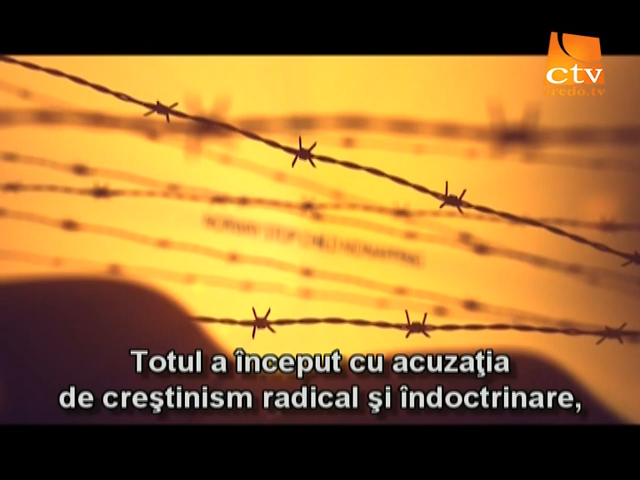 ctv
credo.tv
Totul a început cu acuzaţia
de creştinism radical şi îndoctrinare,